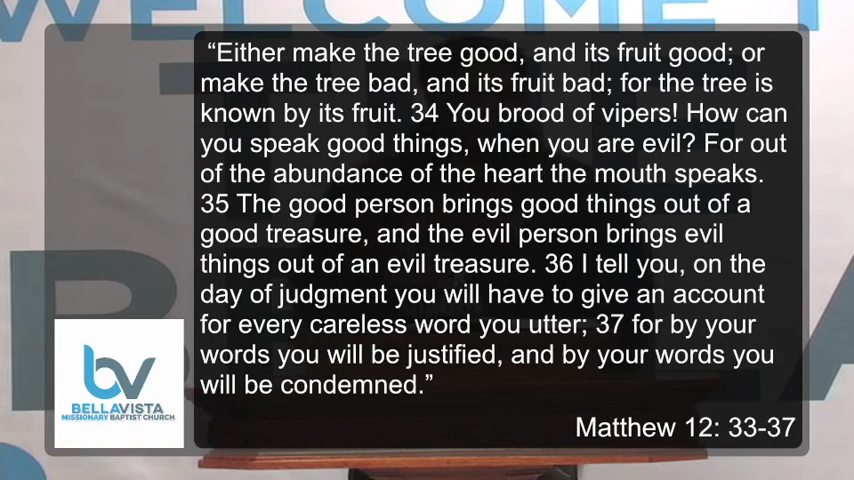 WELCOME T
“Either make the tree good, and its fruit good; or
make the tree bad, and its fruit bad; for the tree is
known by its fruit. 34 You brood of vipers! How can
you speak good things, when you are evil? For out
of the abundance of the heart the mouth speaks.
35 The good person brings good things out of a
good treasure, and the evil person brings evil
things out of an evil treasure. 36 I tell you, on the
day of judgment you will have to give an account
for every careless word you utter; 37 for by your
words you will be justified, and by your words you
will be condemned.”
Matthew 12: 33-37
bv
BELLAVISTA
MISSIONARY BAPTIST CHURCH